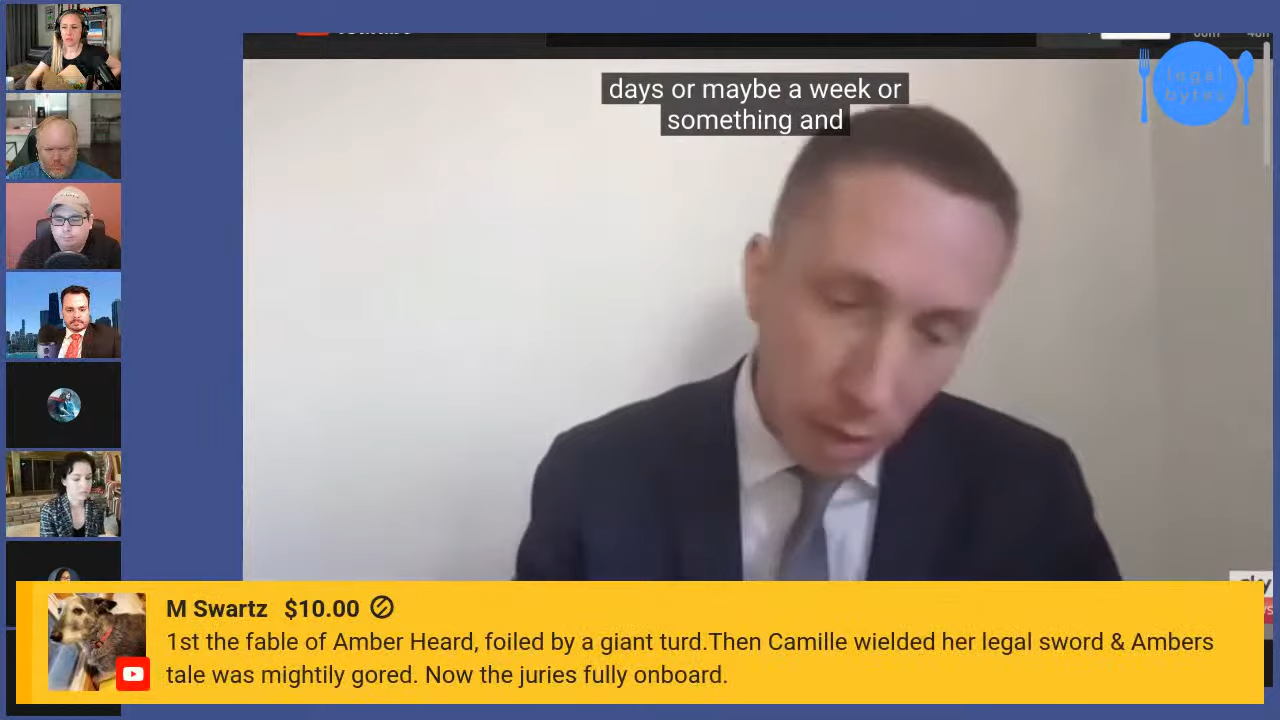 days or maybe a week or
something and
legal
bytes
M Swartz $10.00
1st the fable of Amber Heard, foiled by a giant turd.Then Camille wielded her legal sword & Ambers
tale was mightily gored. Now the juries fully onboard.